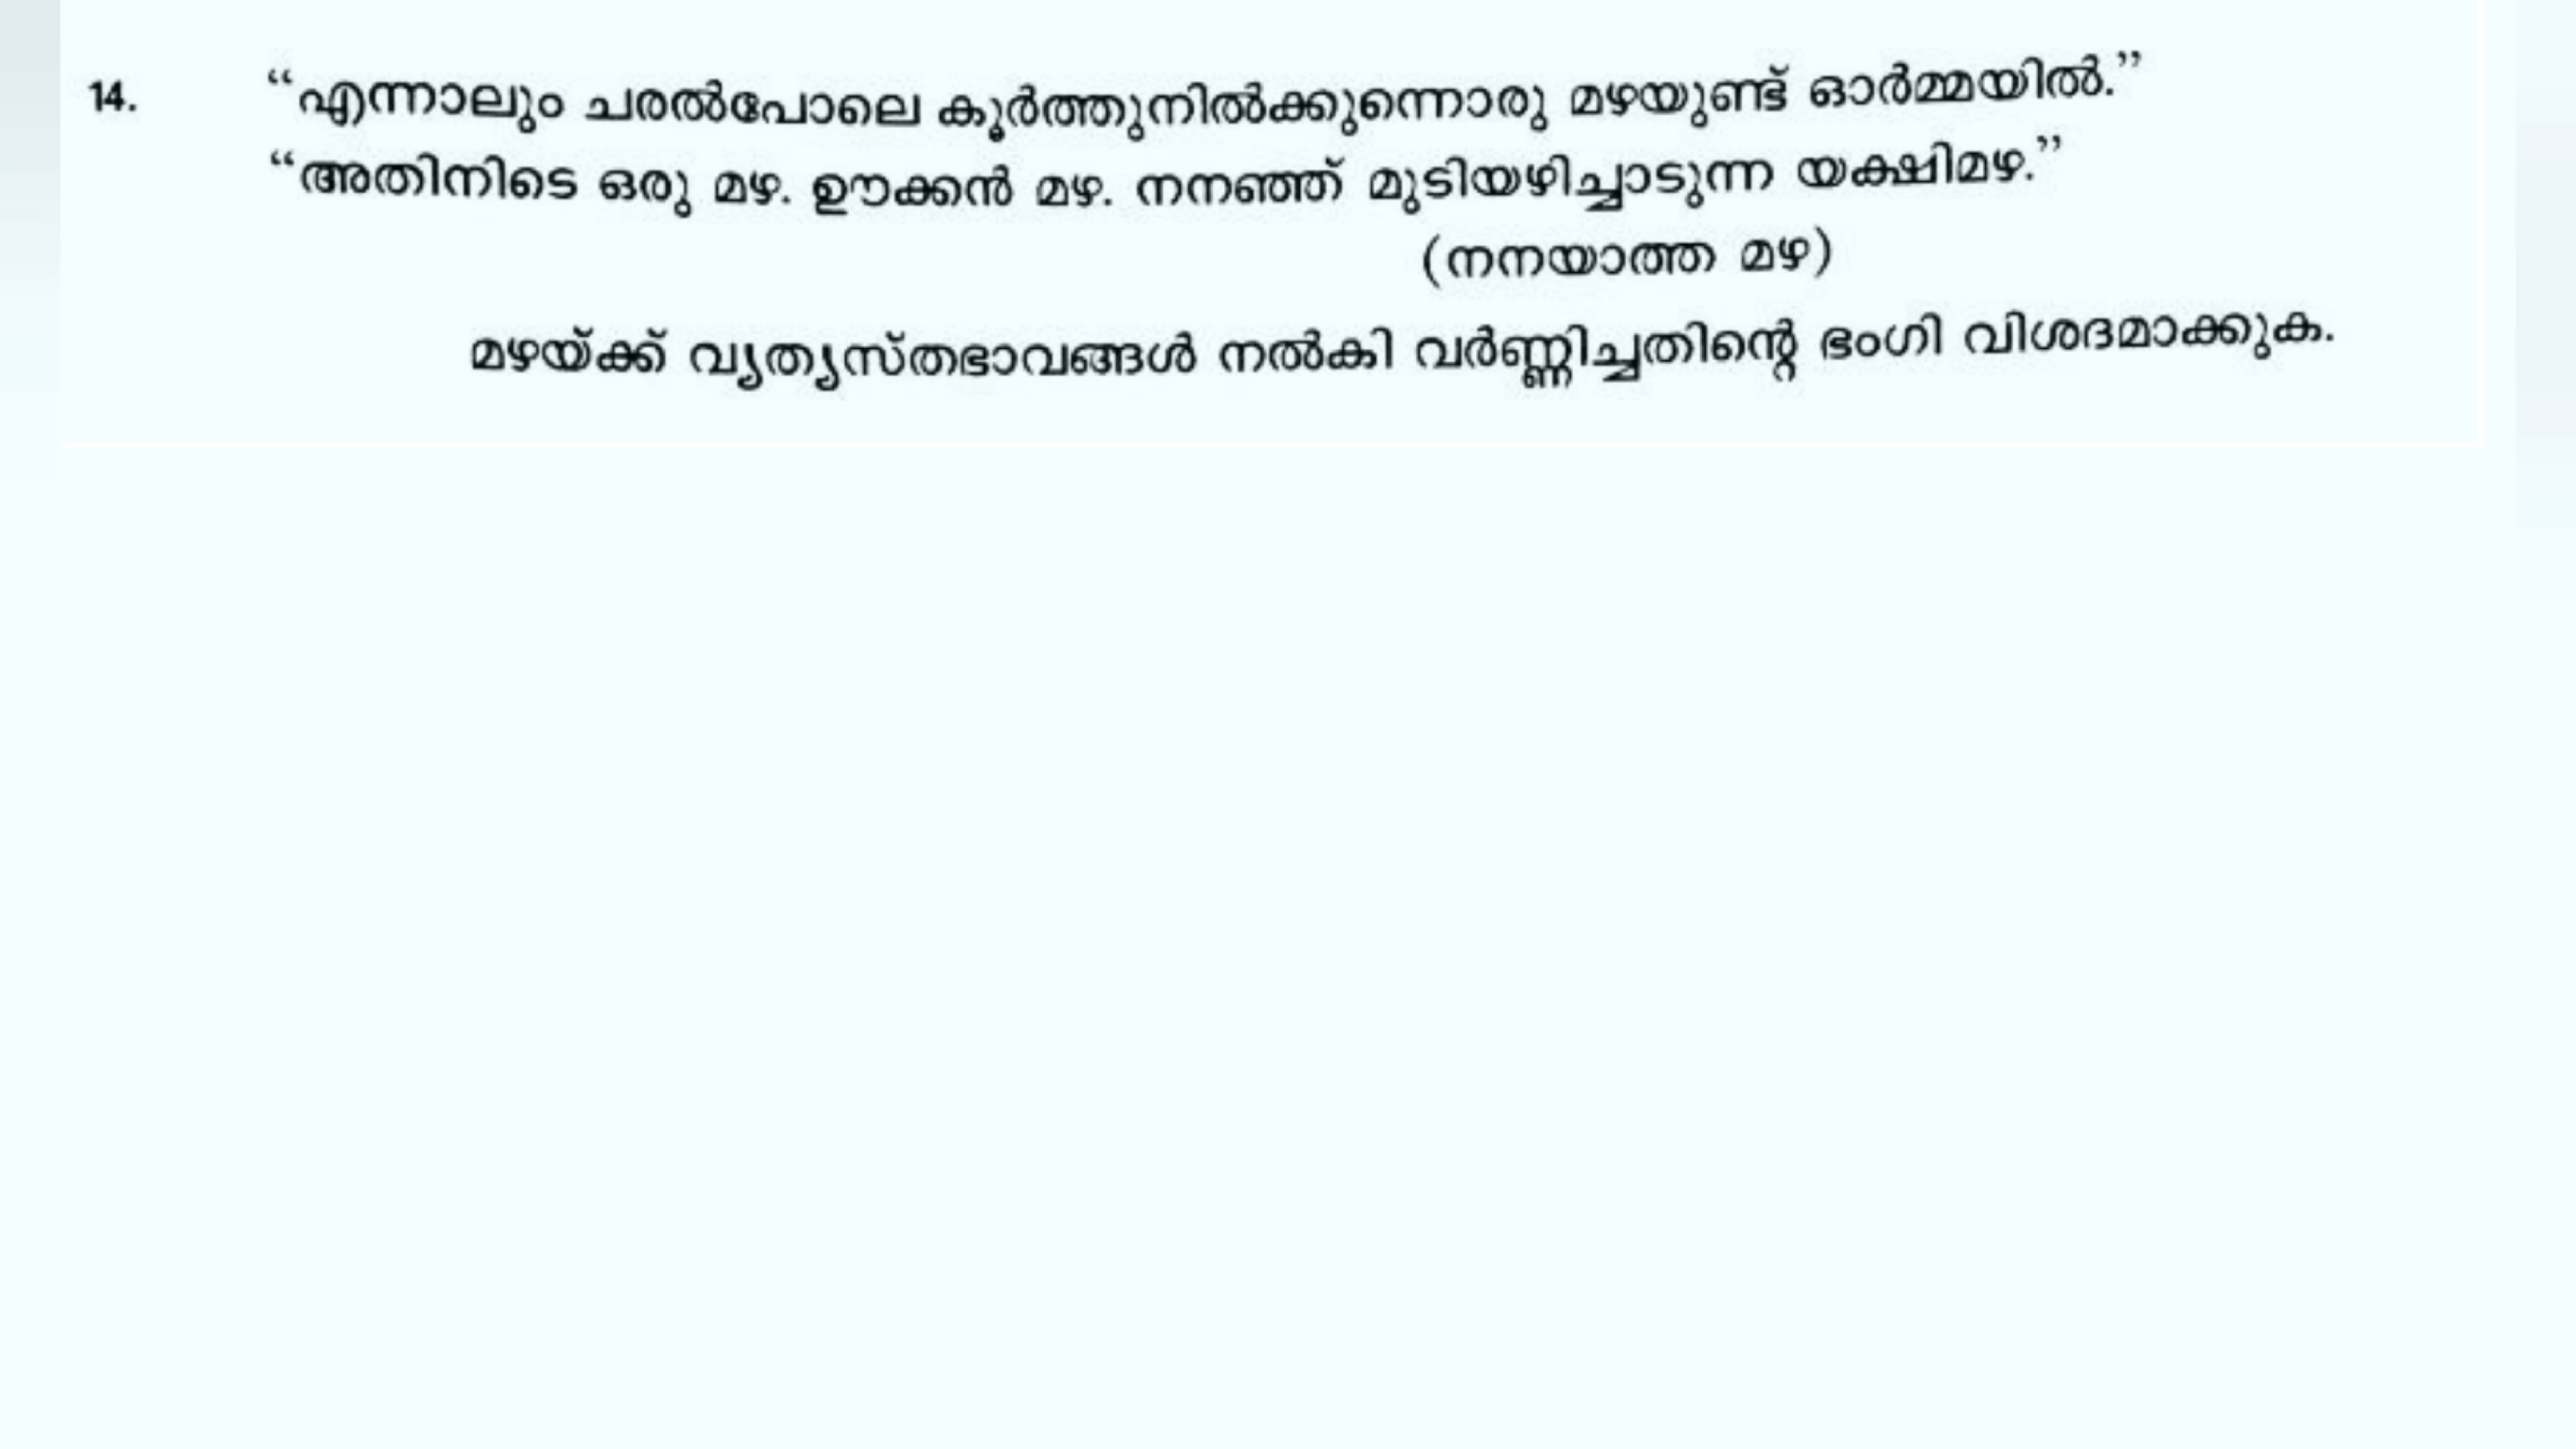 14. “എന്നാലും ചരൽപോലെ കൂർത്തുനിൽക്കുന്നൊരു മഴയുണ്ട് ഓർമ്മയിൽ.”
“അതിനിടെ ഒരു മഴ. ഊക്കൻ മഴ. നനഞ്ഞ് മുടിയഴിച്ചാടുന്ന യക്ഷിമഴ.”
(നനയാത്ത മഴ)
മഴയ്ക്ക് വ്യത്യസ്തഭാവങ്ങൾ നൽകി വർണ്ണിച്ചതിന്റെ ഭംഗി വിശദമാക്കുക.